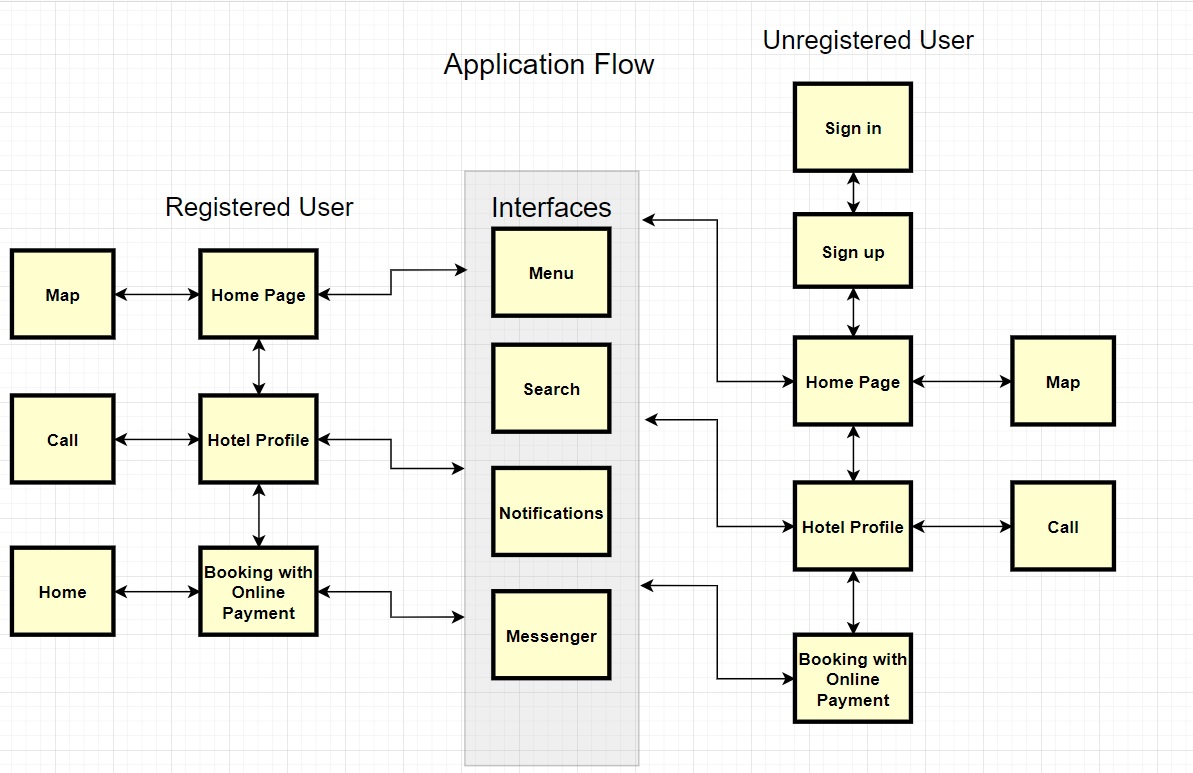 Application Flow
Unregistered User
Registered User
Interfaces
Map
Home Page
Call
Hotel Profile
Home
Booking with
Online
Payment
Menu
Search
Notifications
Messenger
Sign in
Sign up
Home Page
Map
Hotel Profile
Call
Booking with
Online
Payment